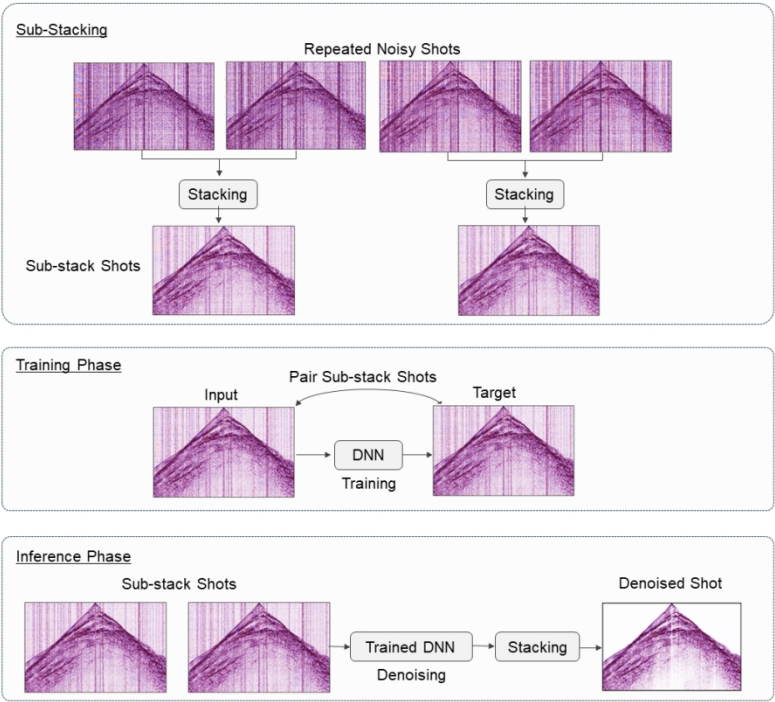 Sub-Stacking
Repeated Noisy Shots
Stacking
Stacking
Sub-stack Shots
Training Phase
Pair Sub-stack Shots
Input
Target
DNN
Training
Inference Phase
Sub-stack Shots
Denoised Shot
Trained DNN
Stacking
Denoising